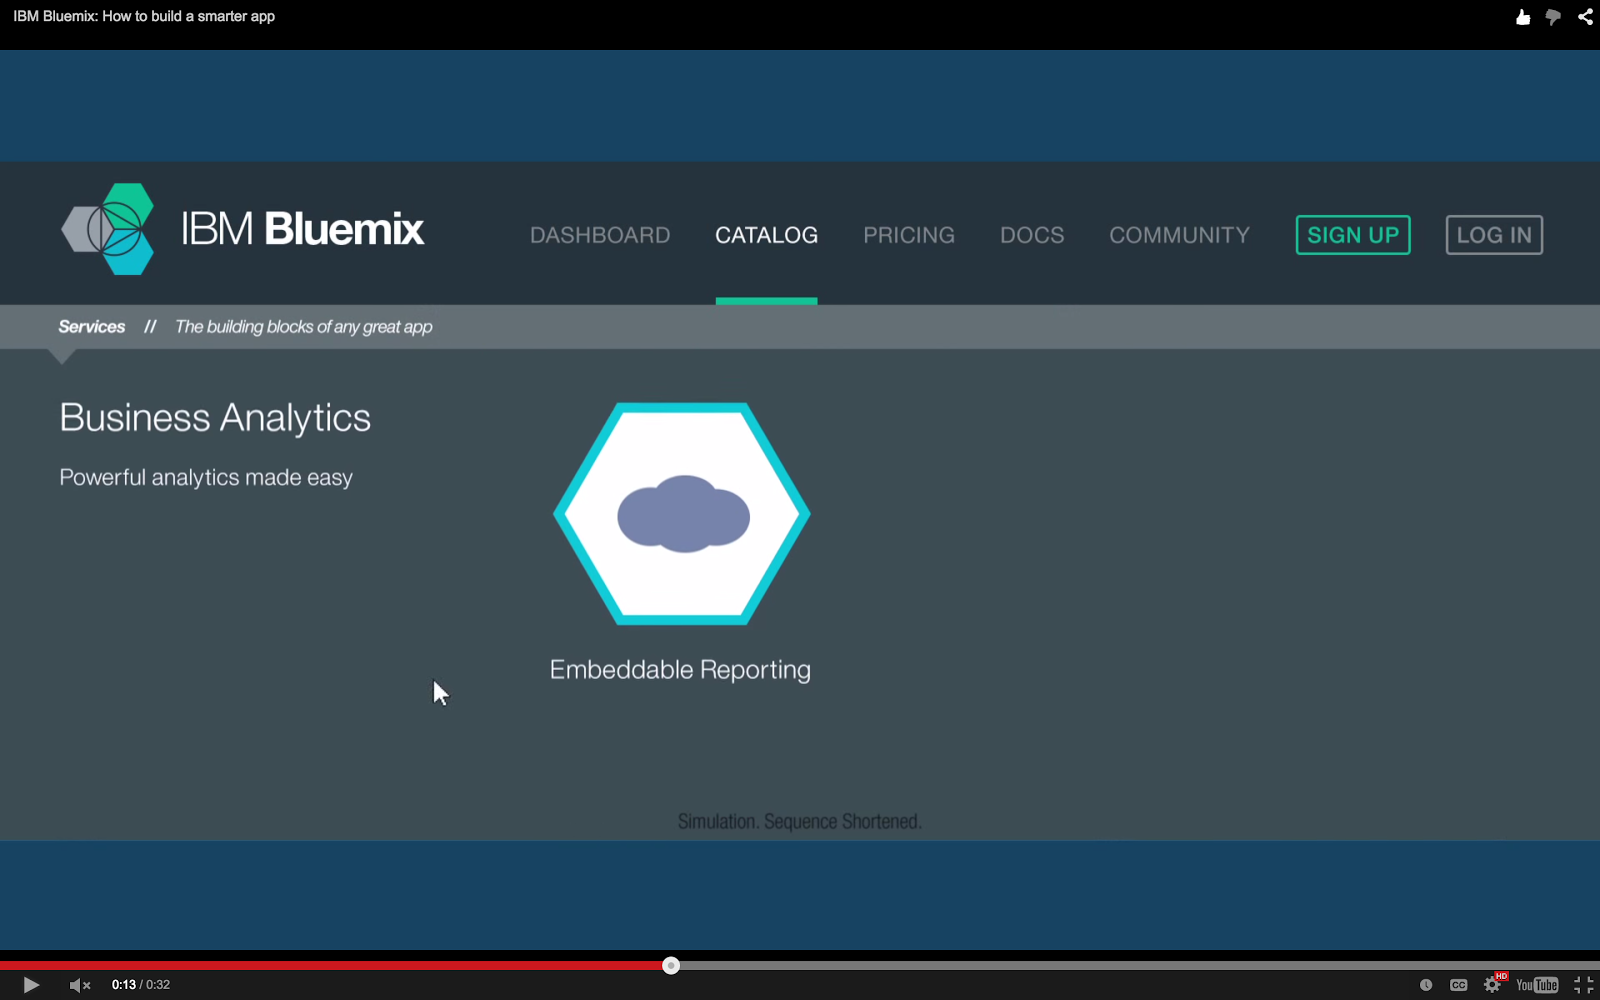 IBM Bluemix: How to build a smarter app
IBM Bluemix
DASHBOARD CATALOG PRICING DOCS COMMUNITY SIGN UP LOG IN
Services // The building blocks of any great app
Business Analytics
Powerful analytics made easy
Embeddable Reporting
Simulation. Sequence Shortened.
0:13 / 0:32
CC
HD
YouTube